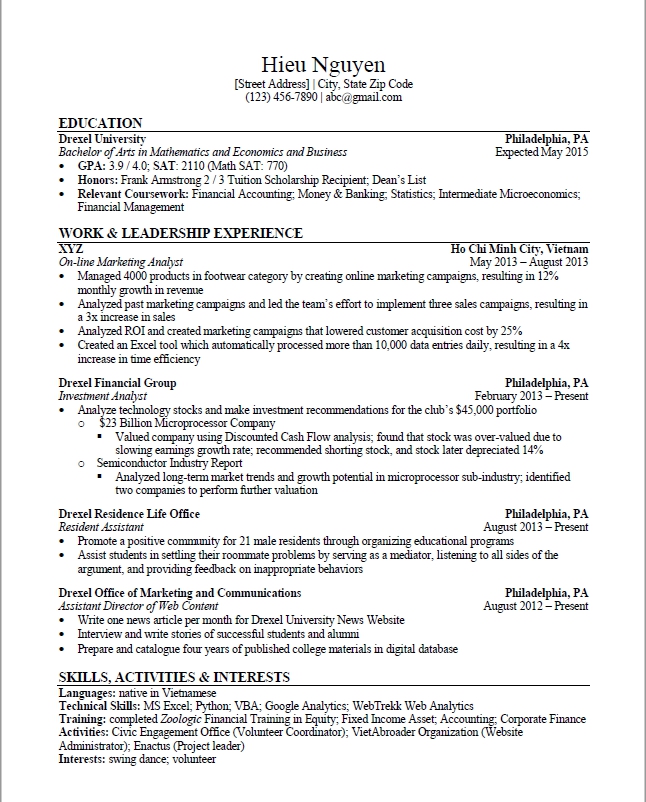 Hieu Nguyen
[Street Address] | City, State Zip Code
(123) 456-7890 | abc@gmail.com
EDUCATION
Drexel University Philadelphia, PA
Bachelor of Arts in Mathematics and Economics and Business Expected May 2015
• GPA: 3.9 / 4.0; SAT: 2110 (Math SAT: 770)
• Honors: Frank Armstrong 2 / 3 Tuition Scholarship Recipient; Dean's List
• Relevant Coursework: Financial Accounting; Money & Banking; Statistics; Intermediate Microeconomics;
Financial Management
WORK & LEADERSHIP EXPERIENCE
XYZ Ho Chi Minh City, Vietnam
On-line Marketing Analyst May 2013 – August 2013
• Managed 4000 products in footwear category by creating online marketing campaigns, resulting in 12%
monthly growth in revenue
• Analyzed past marketing campaigns and led the team's effort to implement three sales campaigns, resulting in
a 3x increase in sales
• Analyzed ROI and created marketing campaigns that lowered customer acquisition cost by 25%
• Created an Excel tool which automatically processed more than 10,000 data entries daily, resulting in a 4x
increase in time efficiency
Drexel Financial Group Philadelphia, PA
Investment Analyst February 2013 – Present
• Analyze technology stocks and make investment recommendations for the club's $45,000 portfolio
o $23 Billion Microprocessor Company
▪ Valued company using Discounted Cash Flow analysis; found that stock was over-valued due to
slowing earnings growth rate; recommended shorting stock, and stock later depreciated 14%
o Semiconductor Industry Report
▪ Analyzed long-term market trends and growth potential in microprocessor sub-industry; identified
two companies to perform further valuation
Drexel Residence Life Office Philadelphia, PA
Resident Assistant August 2013 – Present
• Promote a positive community for 21 male residents through organizing educational programs
• Assist students in settling their roommate problems by serving as a mediator, listening to all sides of the
argument, and providing feedback on inappropriate behaviors
Drexel Office of Marketing and Communications Philadelphia, PA
Assistant Director of Web Content August 2012 – Present
• Write one news article per month for Drexel University News Website
• Interview and write stories of successful students and alumni
• Prepare and catalogue four years of published college materials in digital database
SKILLS, ACTIVITIES & INTERESTS
Languages: native in Vietnamese
Technical Skills: MS Excel; Python; VBA; Google Analytics; WebTrekk Web Analytics
Training: completed Zoologic Financial Training in Equity; Fixed Income Asset; Accounting; Corporate Finance
Activities: Civic Engagement Office (Volunteer Coordinator); VietAbroader Organization (Website
Administrator); Enactus (Project leader)
Interests: swing dance; volunteer